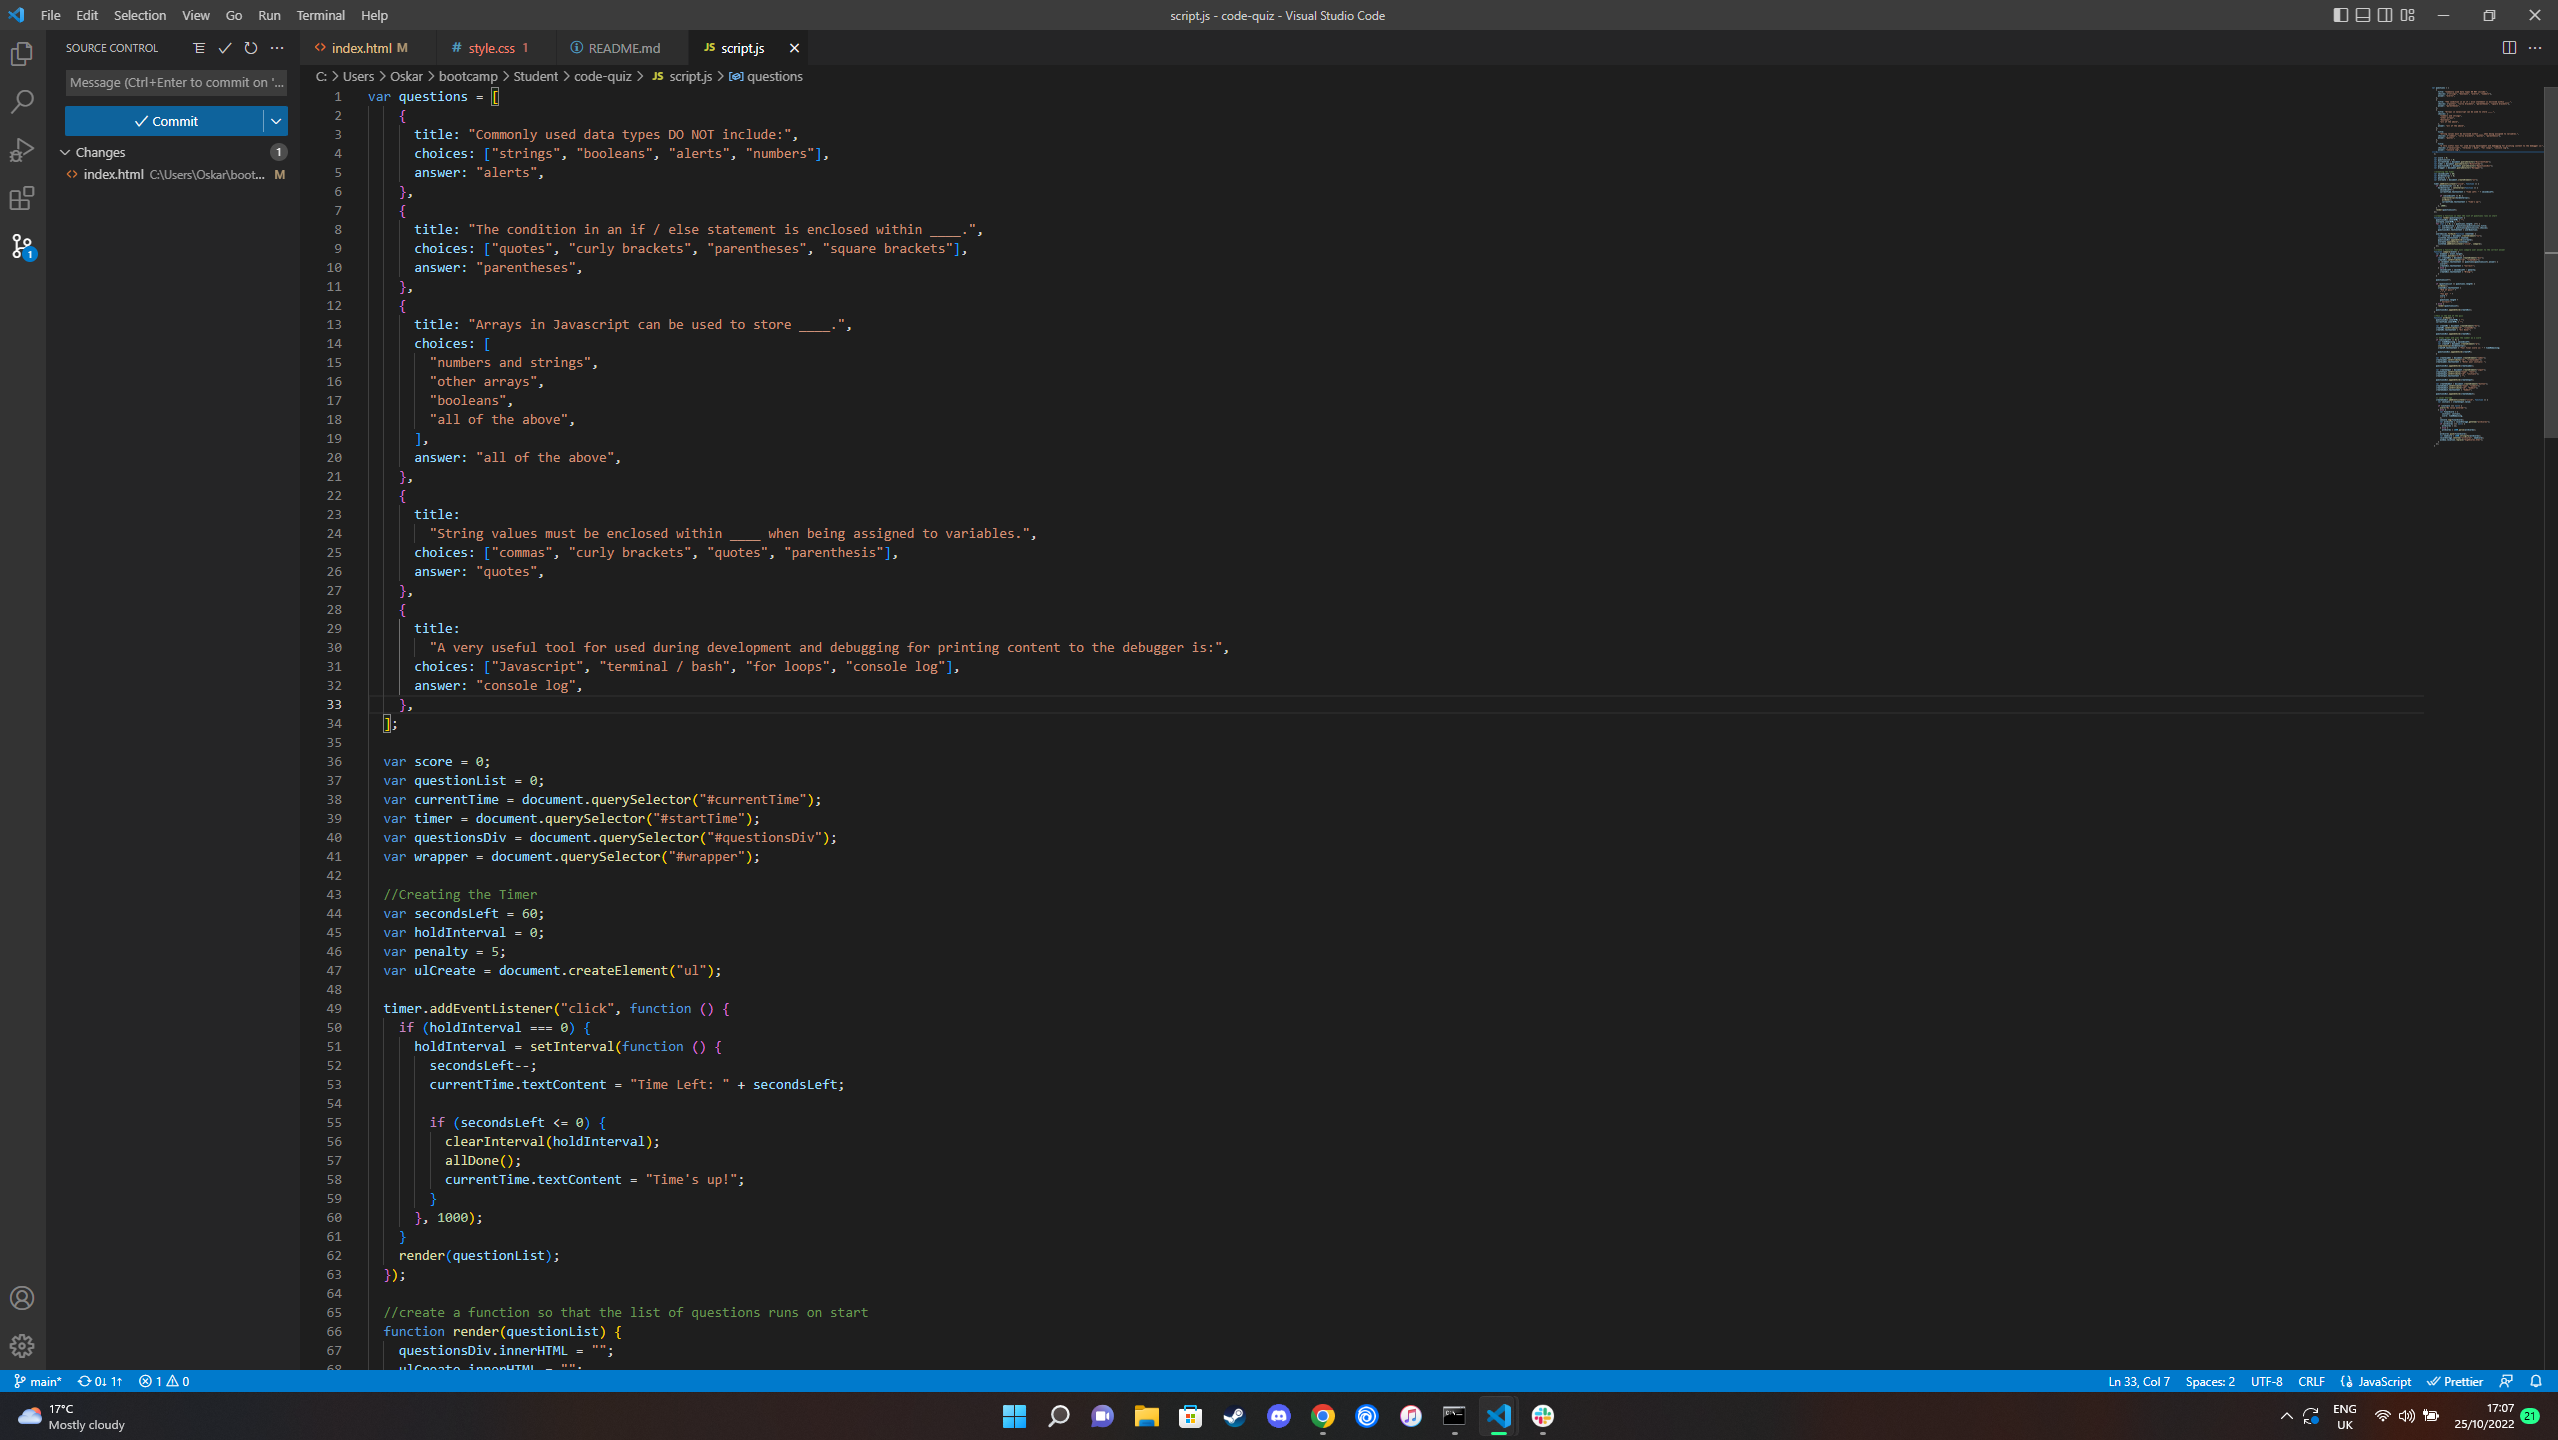 File Edit Selection View Go Run Terminal Help
script.js - code-quiz - Visual Studio Code
SOURCE CONTROL
index.html M
# style.css 1
README.md
JS script.js
C: > Users > Oskar > bootcamp > Student > code-quiz > JS script.js > questions
Message (Ctrl+Enter to commit on '...
Commit
Changes 1
index.html C:\Users\Oskar\boot... M
1
1 var questions = [
2 {
3 title: "Commonly used data types DO NOT include:",
4 choices: ["strings", "booleans", "alerts", "numbers"],
5 answer: "alerts",
6 },
7 {
8 title: "The condition in an if / else statement is enclosed within ____.",
9 choices: ["quotes", "curly brackets", "parentheses", "square brackets"],
10 answer: "parentheses",
11 },
12 {
13 title: "Arrays in Javascript can be used to store ____.",
14 choices: [
15 "numbers and strings",
16 "other arrays",
17 "booleans",
18 "all of the above",
19 ],
20 answer: "all of the above",
21 },
22 {
23 title:
24 "String values must be enclosed within ____ when being assigned to variables.",
25 choices: ["commas", "curly brackets", "quotes", "parenthesis"],
26 answer: "quotes",
27 },
28 {
29 title:
30 "A very useful tool for used during development and debugging for printing content to the debugger is:",
31 choices: ["Javascript", "terminal / bash", "for loops", "console log"],
32 answer: "console log",
33 },
34 ];
35
36 var score = 0;
37 var questionList = 0;
38 var currentTime = document.querySelector("#currentTime");
39 var timer = document.querySelector("#startTime");
40 var questionsDiv = document.querySelector("#questionsDiv");
41 var wrapper = document.querySelector("#wrapper");
42
43 //Creating the Timer
44 var secondsLeft = 60;
45 var holdInterval = 0;
46 var penalty = 5;
47 var ulCreate = document.createElement("ul");
48
49 timer.addEventListener("click", function () {
50 if (holdInterval === 0) {
51 holdInterval = setInterval(function () {
52 secondsLeft--;
53 currentTime.textContent = "Time Left: " + secondsLeft;
54
55 if (secondsLeft <= 0) {
56 clearInterval(holdInterval);
57 allDone();
58 currentTime.textContent = "Time's up!";
59 }
60 }, 1000);
61 }
62 render(questionList);
63 });
64
65 //create a function so that the list of questions runs on start
66 function render(questionList) {
67 questionsDiv.innerHTML = "";
68 ulCreate.innerHTML = "";
main* 0↓ 1↑ 1 0
Ln 33, Col 7 Spaces: 2 UTF-8 CRLF JavaScript Prettier
17°C
Mostly cloudy
ENG
UK
17:07
25/10/2022
21